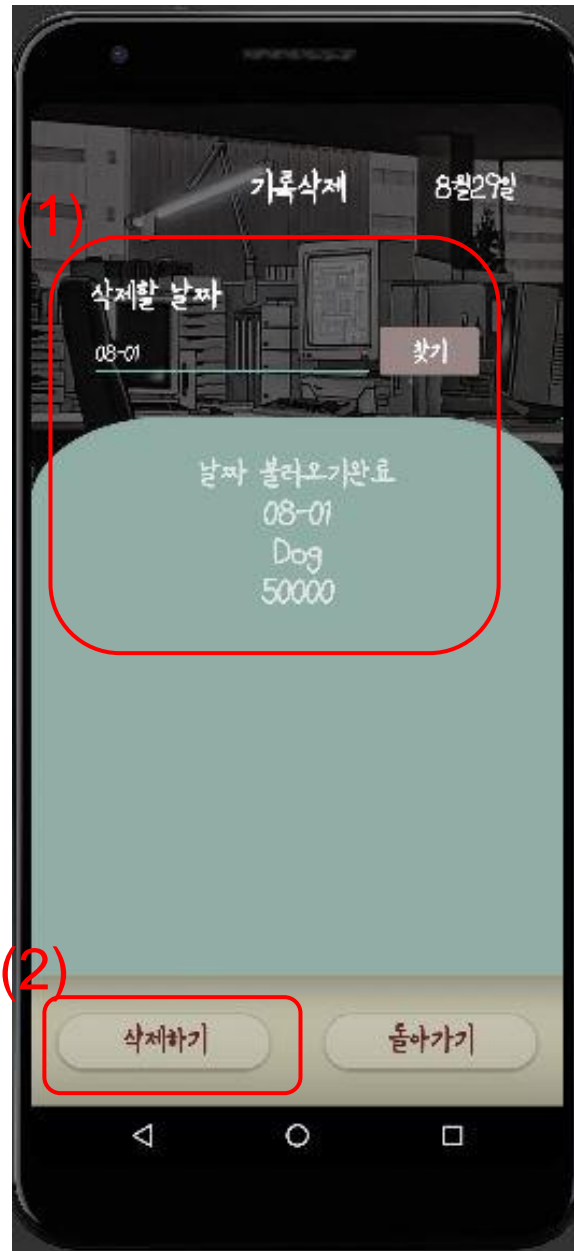 기록삭제 8월29일
(1)
삭제할 날짜
08-01 찾기
날짜 불러오기완료
08-01
Dog
50000
(2)
삭제하기 돌아가기